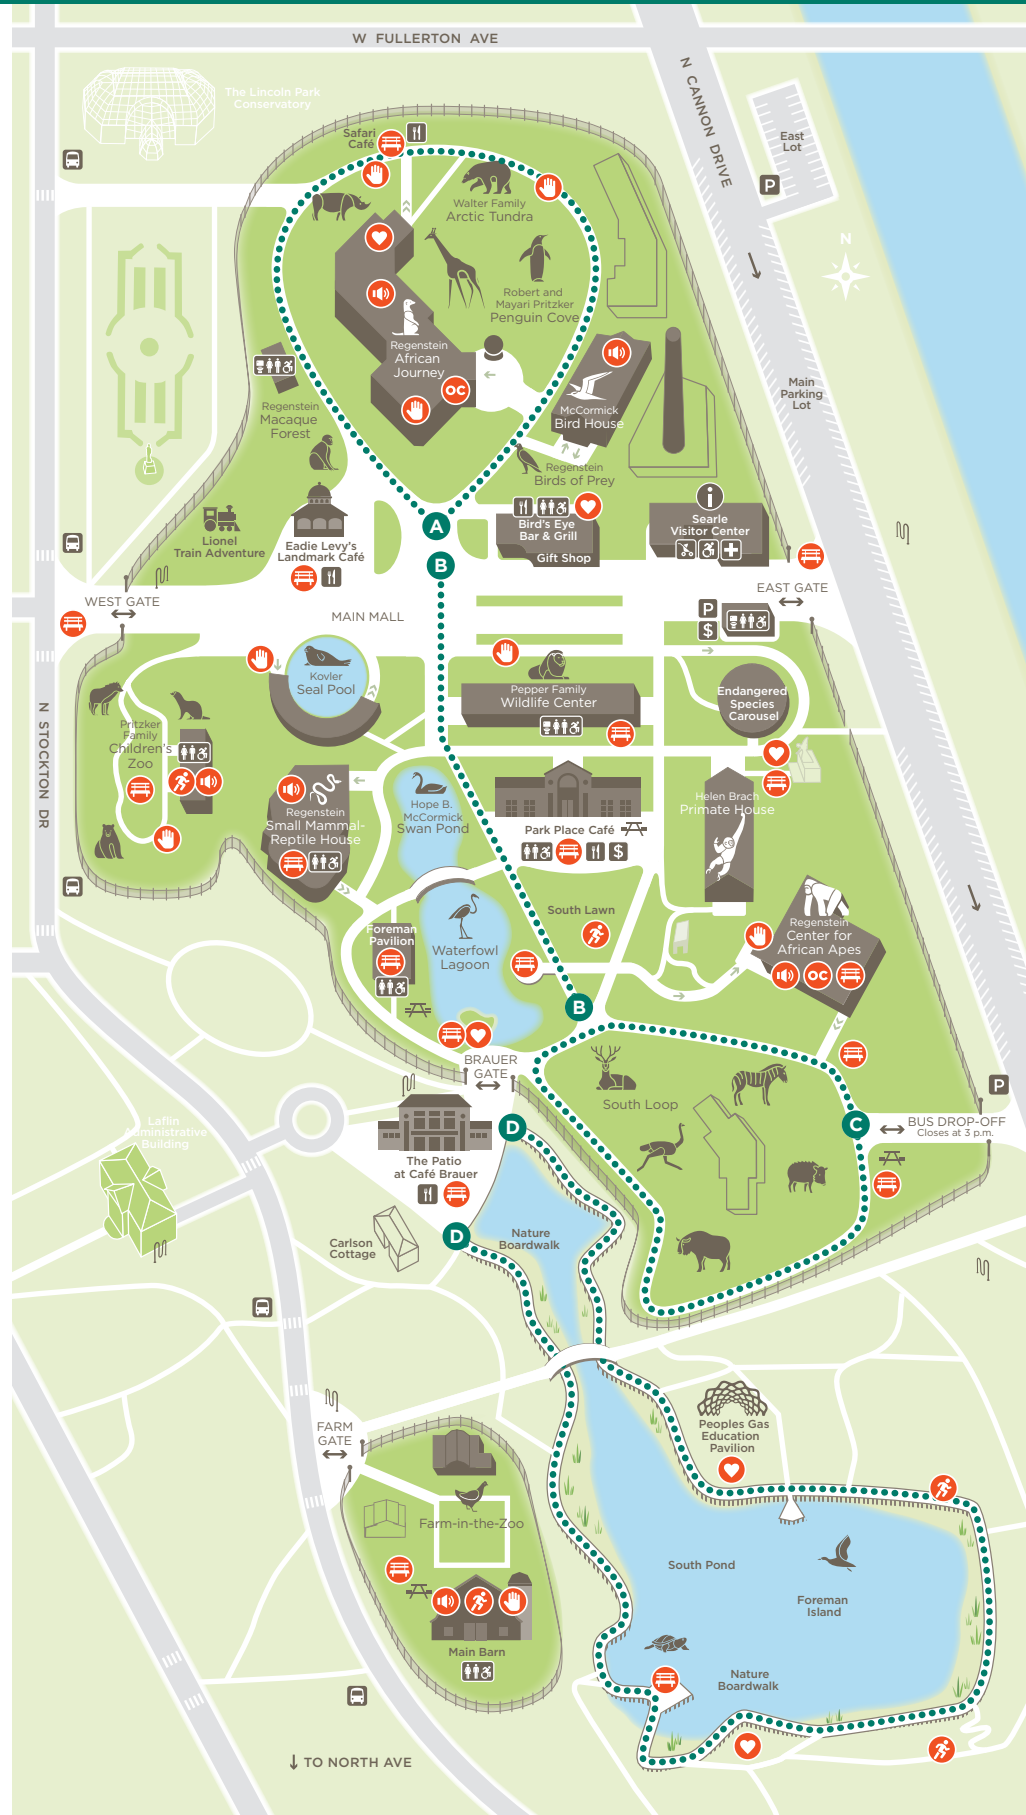 W FULLERTON AVE
N CANNON DRIVE
The Lincoln Park
Conservatory
East
Lot
P
Safari
Café
Walter Family
Arctic Tundra
N
Robert and
Mayari Pritzker
Penguin Cove
Regenstein
African
Journey
OC
Main
Parking
Lot
Regenstein
Macaque
Forest
McCormick
Bird House
Regenstein
Birds of Prey
A
Bird's Eye
Bar & Grill
Gift Shop
i
Searle
Visitor Center
Lionel
Train Adventure
Eadie Levy's
Landmark Café
B
WEST GATE
EAST GATE
MAIN MALL
P
$
Kovler
Seal Pool
Pepper Family
Wildlife Center
Endangered
Species
Carousel
N STOCKTON DR
Pritzker
Family
Children's
Zoo
Hope B.
McCormick
Swan Pond
Regenstein
Small Mammal-
Reptile House
Helen Brach
Primate House
Park Place Café
$
South Lawn
Foreman
Pavilion
Waterfowl
Lagoon
Regenstein
Center for
African Apes
OC
B
BRAUER
GATE
P
South Loop
C
BUS DROP-OFF
Closes at 3 p.m.
Laflin
Administrative
Building
D
The Patio
at Café Brauer
D
Nature
Boardwalk
Carlson
Cottage
FARM
GATE
Peoples Gas
Education
Pavilion
Farm-in-the-Zoo
South Pond
Foreman
Island
Main Barn
Nature
Boardwalk
TO NORTH AVE